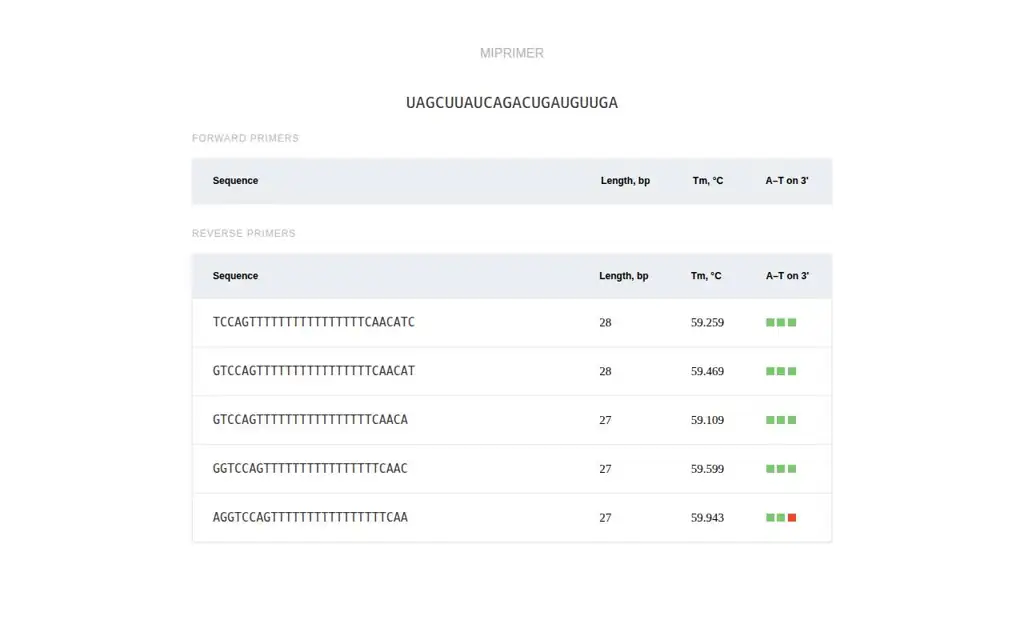 MIPRIMER
UAGCUUAUCAGACUGAUGUUGA
FORWARD PRIMERS
Sequence Length, bp Tm, °C A–T on 3'
REVERSE PRIMERS
Sequence Length, bp Tm, °C A–T on 3'
TCCAGTTTTTTTTTTTTTTTTCAACATC 28 59.259
GTCCAGTTTTTTTTTTTTTTTTCAACAT 28 59.469
GTCCAGTTTTTTTTTTTTTTTTCAACA 27 59.109
GGTCCAGTTTTTTTTTTTTTTTTCAAC 27 59.599
AGGTCCAGTTTTTTTTTTTTTTTTCAA 27 59.943